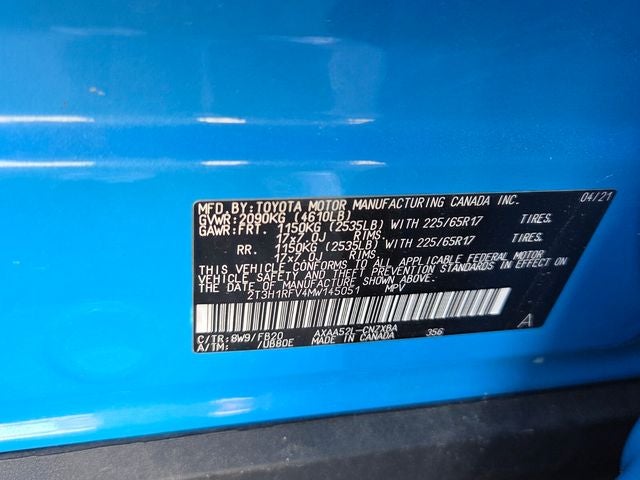 MFD BY:TOYOTA MOTOR MANUFACTURING CANADA INC. 04/21
GVWR:2090KG (4610LB)
GAWR:FRT. 1150KG (2535LB) WITH 225/65R17 TIRES.
17x7.0J RIMS.
RR. 1150KG (2535LB) WITH 225/65R17 TIRES.
17x7.0J RIMS
THIS VEHICLE CONFORMS TO ALL APPLICABLE FEDERAL MOTOR
VEHICLE SAFETY AND THEFT PREVENTION STANDARDS IN EFFECT ON
THE DATE OF MANUFACTURE SHOWN ABOVE.
2T3H1RFV4MW145051 MPV
C/TR:8W9/FB20 AXAA52L-CNZXBA 356 A
A/TM: /UB80E MADE IN CANADA